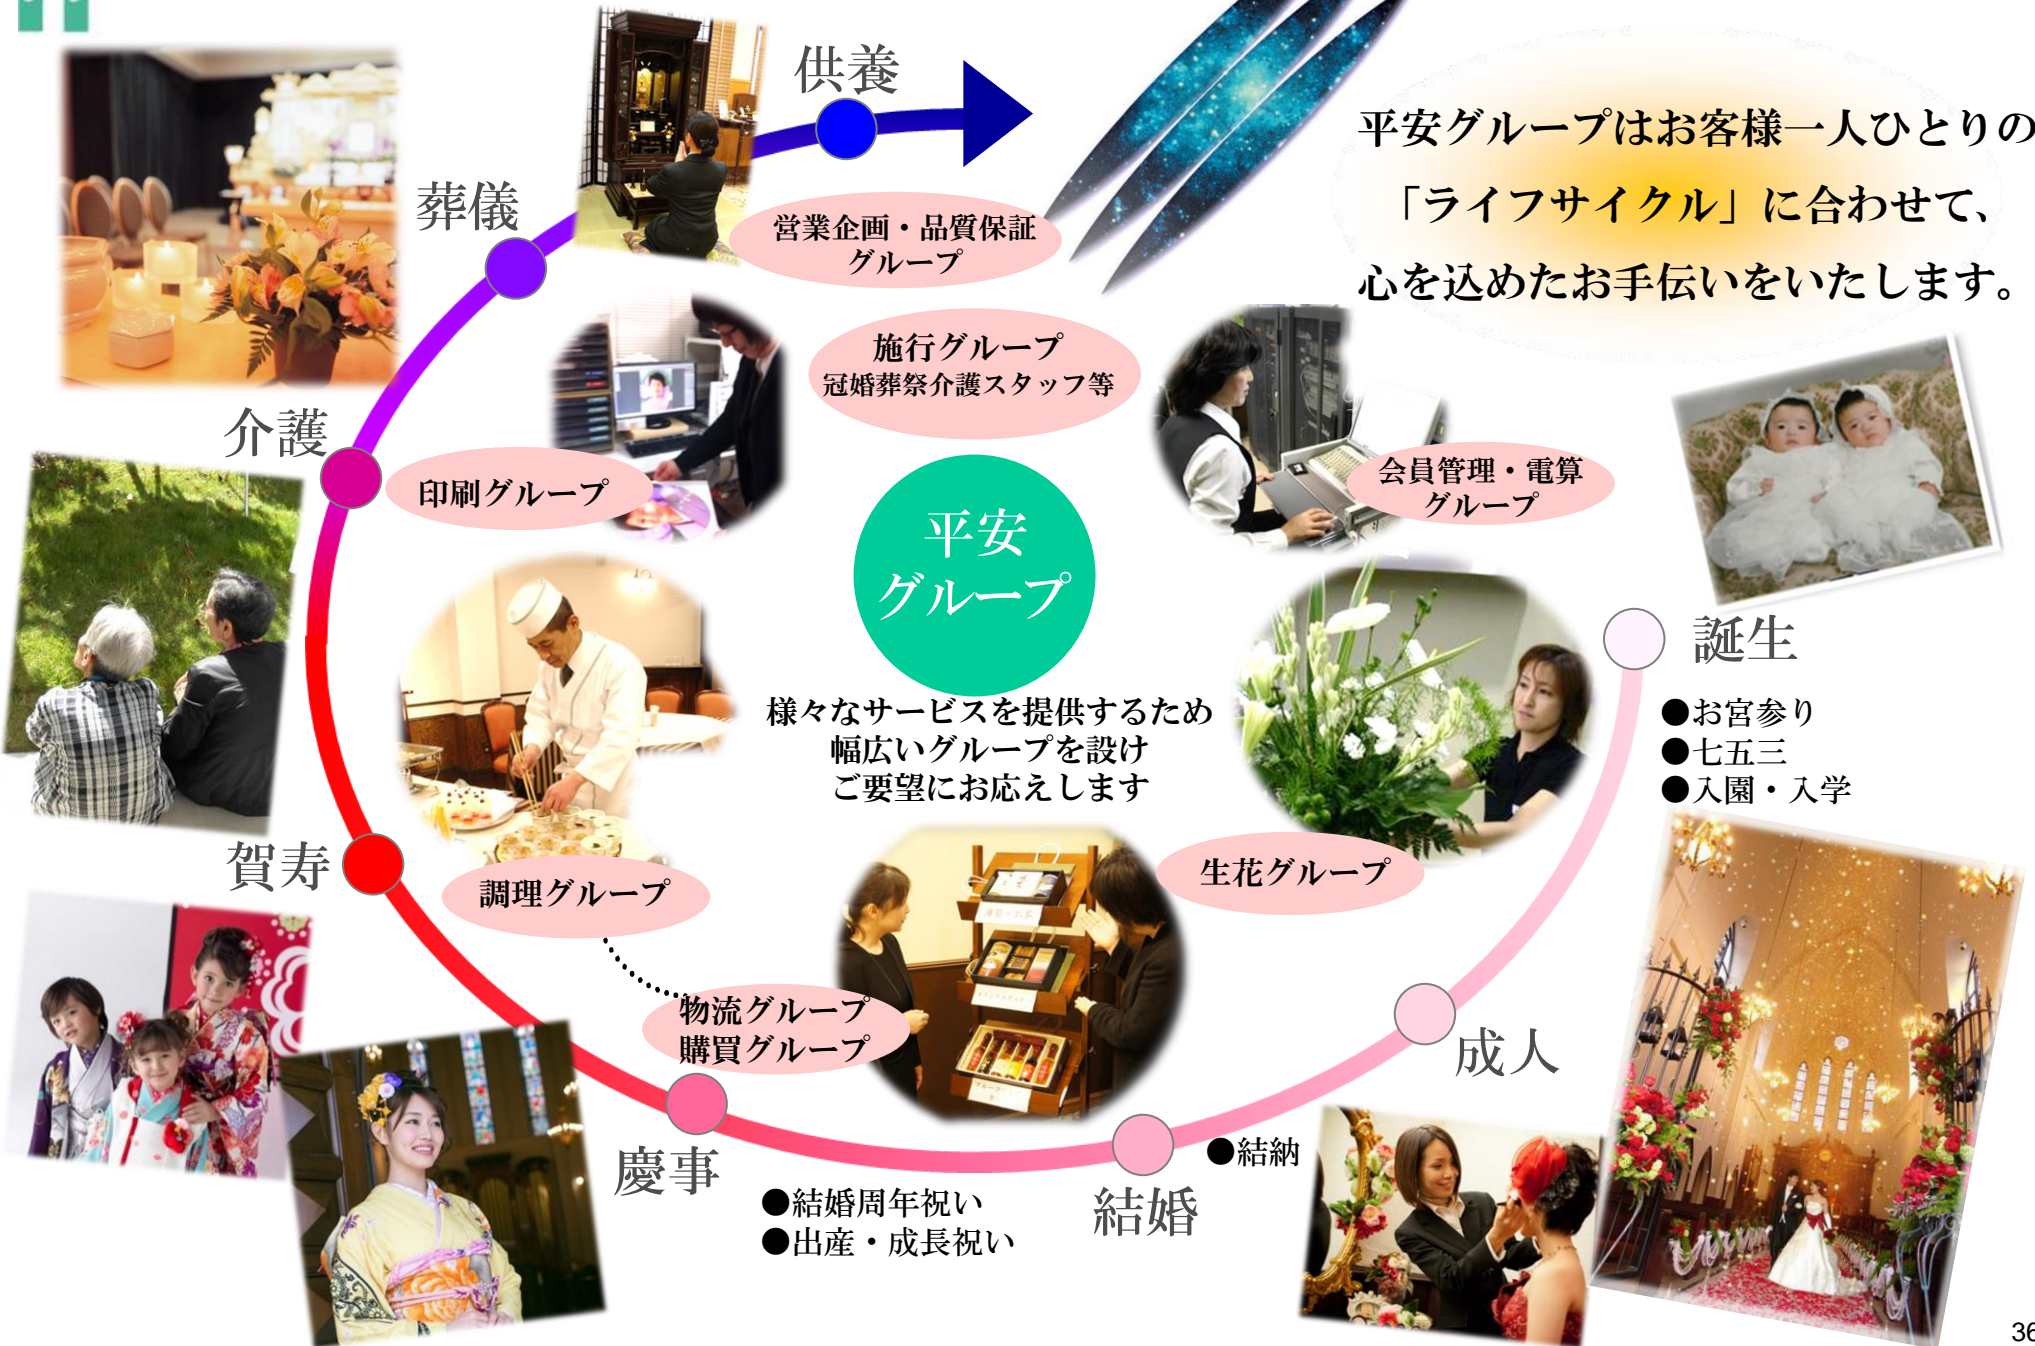 供養
平安グループはお客様一人ひとりの
「ライフサイクル」に合わせて、
心を込めたお手伝いをいたします。
葬儀
営業企画・品質保証
グループ
施行グループ
冠婚葬祭介護スタッフ等
介護
印刷グループ
会員管理・電算
グループ
平安
グループ
誕生
●お宮参り
●七五三
●入園・入学
様々なサービスを提供するため
幅広いグループを設け
ご要望にお応えします
賀寿
調理グループ
生花グループ
海苔・お茶
物流グループ
購買グループ
成人
慶事
●結婚周年祝い
●出産・成長祝い
結婚
●結納
36